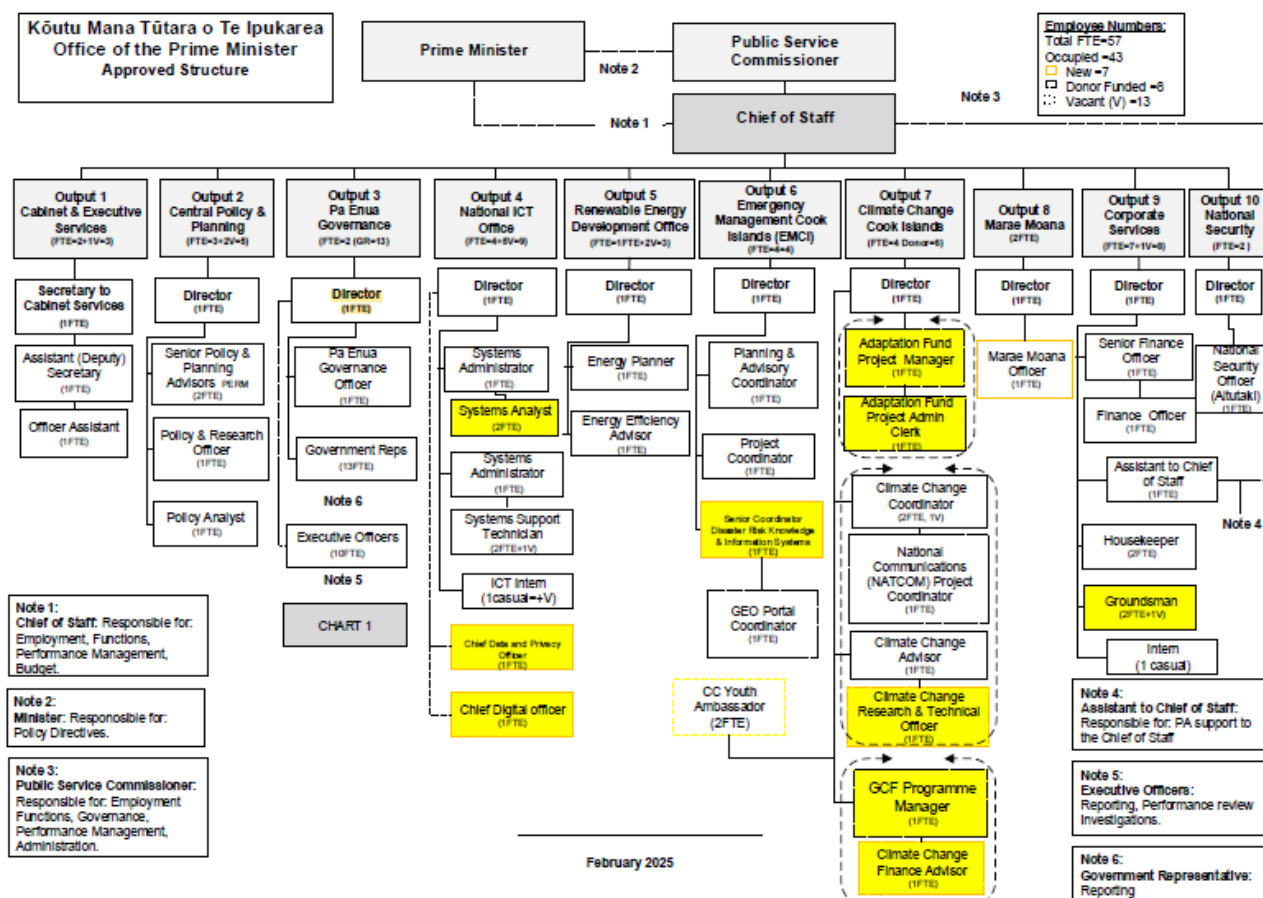 Kōutu Mana Tūtara o Te Ipukarea
Office of the Prime Minister
Approved Structure
Prime Minister
Note 2
Public Service
Commissioner
Employee Numbers:
Total FTE=57
Occupied =43
New =7
Donor Funded =8
Vacant (V) =13
Note 1
Chief of Staff
Note 3
Output 1
Cabinet & Executive
Services
(FTE=2+1V=3)
Secretary to
Cabinet Services
(1FTE)
Assistant (Deputy)
Secretary
(1FTE)
Officer Assistant
(1FTE)
Output 2
Central Policy &
Planning
(FTE=3+2V=5)
Director
(1FTE)
Senior Policy &
Planning
Advisors PERM
(2FTE)
Policy & Research
Officer
(1FTE)
Policy Analyst
(1FTE)
Output 3
Pa Enua
Governance
(FTE=2 (GR=13)
Director
(1FTE)
Pa Enua
Governance
Officer
(1FTE)
Government Reps
(13FTE)
Note 6
Executive Officers
(10FTE)
Note 5
CHART 1
Output 4
National ICT
Office
(FTE=4+5V=9)
Director
(1FTE)
Systems
Administrator
(1FTE)
Systems Analyst
(2FTE)
Systems
Administrator
(1FTE)
Systems Support
Technician
(2FTE+1V)
ICT Intern
(1casual=+V)
Chief Data and Privacy
Officer
(1FTE)
Chief Digital officer
(1FTE)
Output 5
Renewable Energy
Development Office
(FTE=1FTE+2V=3)
Director
(1FTE)
Energy Planner
(1FTE)
Energy Efficiency
Advisor
(1FTE)
Output 6
Emergency
Management Cook
Islands (EMCI)
(FTE=4=4)
Director
(1FTE)
Planning &
Advisory
Coordinator
(1FTE)
Project
Coordinator
(1FTE)
Senior Coordinator
Disaster Risk Knowledge
& Information Systems
(1FTE)
GEO Portal
Coordinator
(1FTE)
CC Youth
Ambassador
(2FTE)
Output 7
Climate Change
Cook Islands
(FTE=4 Donor=6)
Director
(1FTE)
Adaptation Fund
Project Manager
(1FTE)
Adaptation Fund
Project Admin
Clerk
(1FTE)
Climate Change
Coordinator
(2FTE, 1V)
National
Communications
(NATCOM) Project
Coordinator
(1FTE)
Climate Change
Advisor
(1FTE)
Climate Change
Research & Technical
Officer
(1FTE)
GCF Programme
Manager
(1FTE)
Climate Change
Finance Advisor
(1FTE)
Output 8
Marae Moana
(2FTE)
Director
(1FTE)
Marae Moana
Officer
(1FTE)
Output 9
Corporate
Services
(FTE=7+1V=8)
Director
(1FTE)
Senior Finance
Officer
(1FTE)
Finance Officer
(1FTE)
Assistant to Chief
of Staff
(1FTE)
Note 4
Housekeeper
(2FTE)
Groundsman
(2FTE+1V)
Intern
(1 casual)
Output 10
National
Security
(FTE=2 )
Director
(1FTE)
National
Security
Officer
(Aitutaki)
(1FTE)
Note 1:
Chief of Staff: Responsible for:
Employment, Functions,
Performance Management,
Budget.
Note 2:
Minister: Responosible for:
Policy Directives.
Note 3:
Public Service Commissioner:
Responsible for: Employment
Functions, Governance,
Performance Management,
Administration.
February 2025
Note 4:
Assistant to Chief of Staff:
Responsible for: PA support to
the Chief of Staff
Note 5:
Executive Officers:
Reporting, Performance review
Investigations.
Note 6:
Government Representative:
Reporting